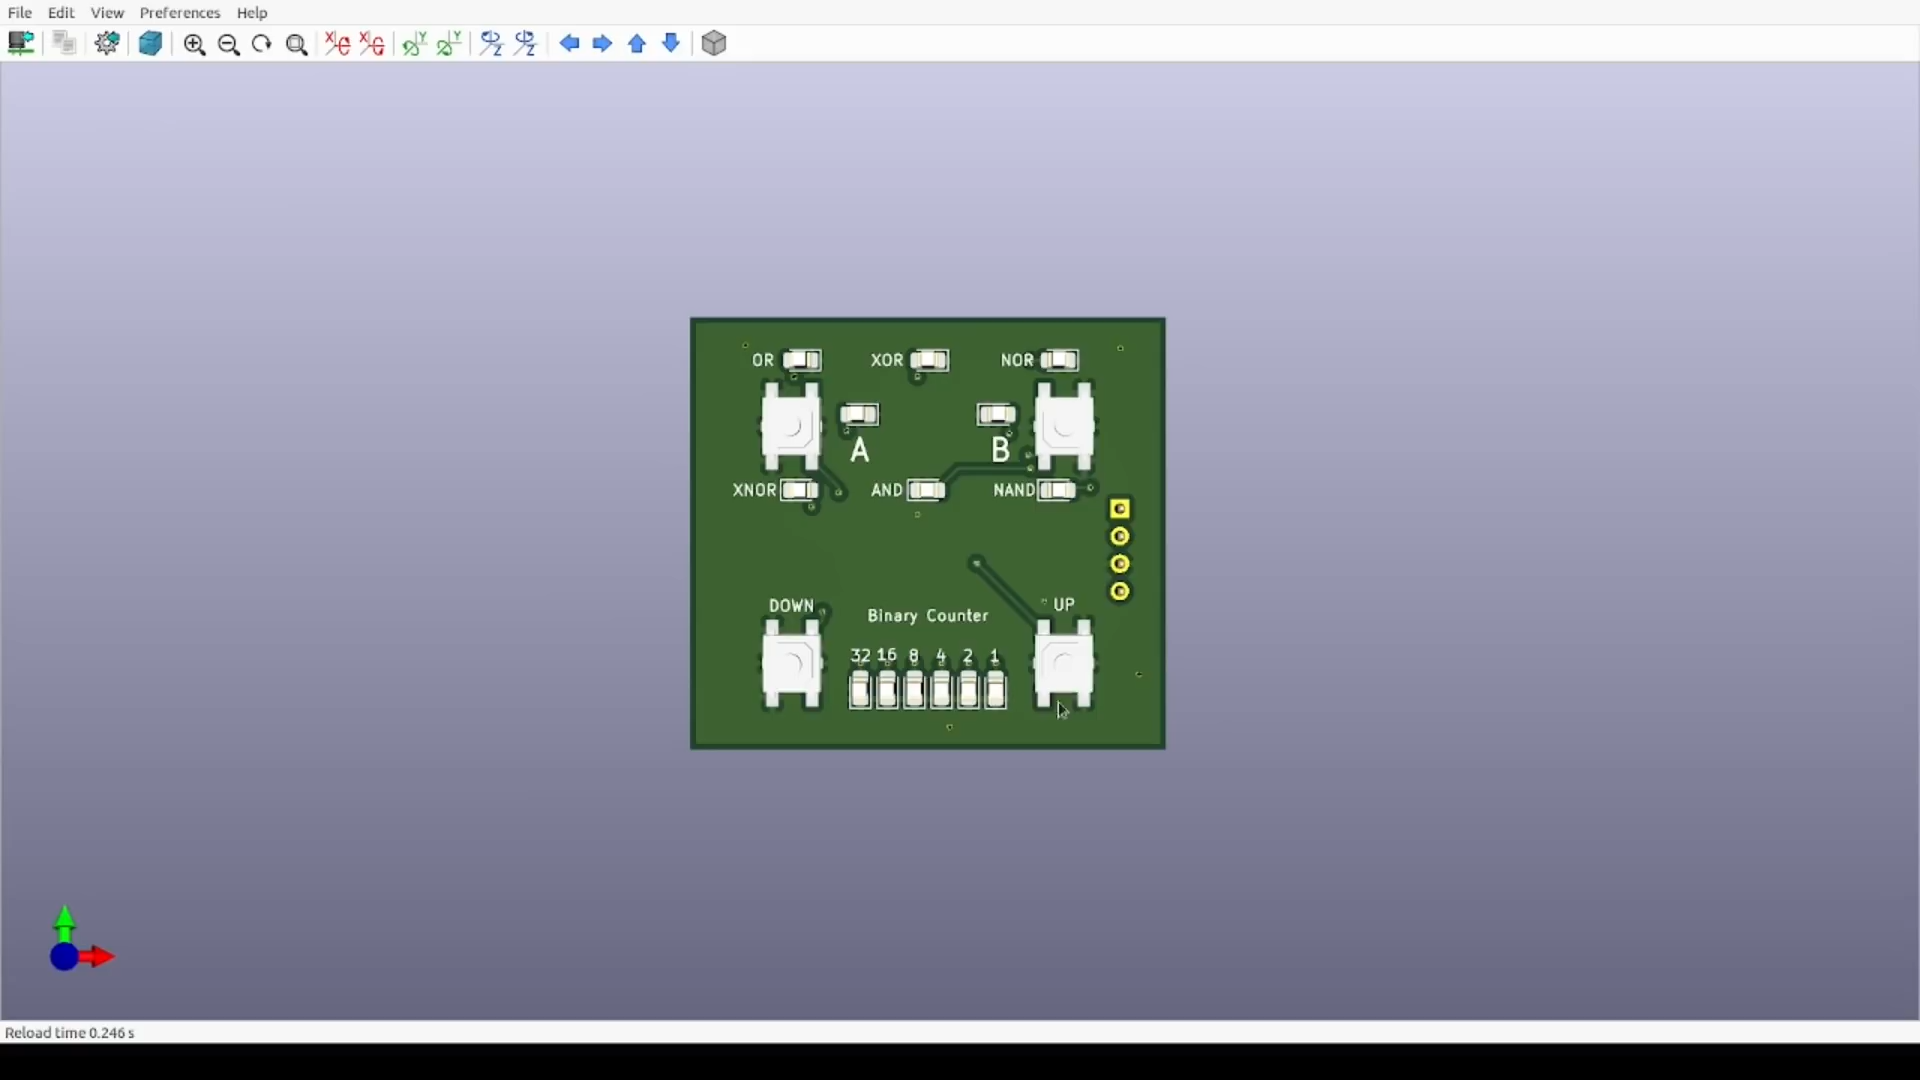 File Edit View Preferences Help
OR XOR NOR
A B
XNOR AND NAND
DOWN UP
Binary Counter
32 16 8 4 2 1
Reload time 0.246 s